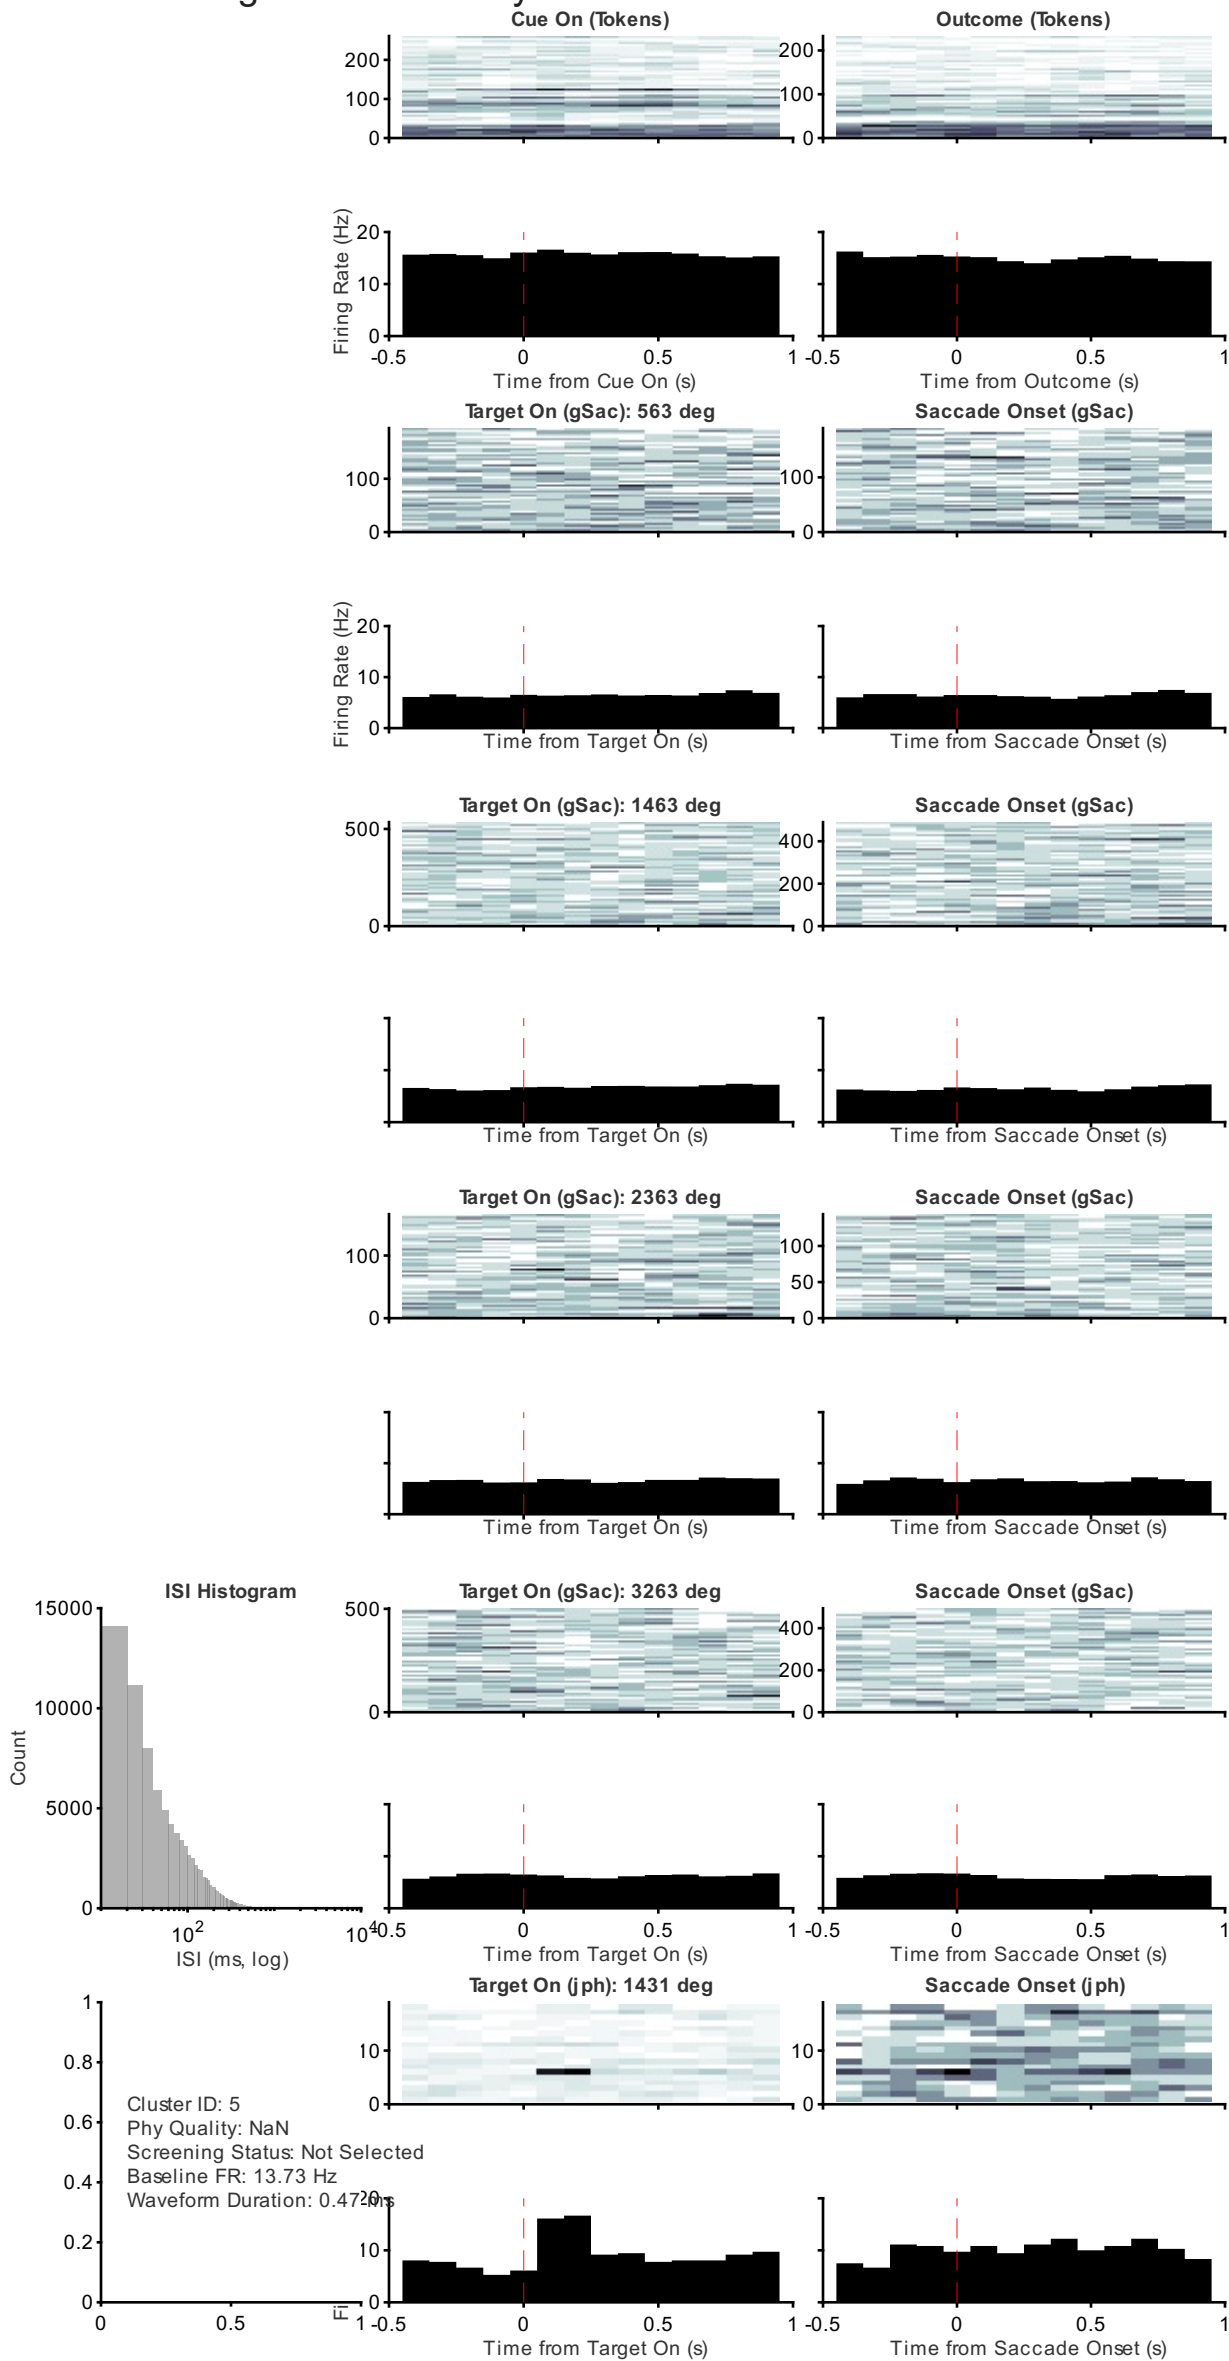 Cue On (Tokens)
Outcome (Tokens)
200
100
0
200
100
0
Firing Rate (Hz)
20
10
0
-0.5
0
0.5
1
-0.5
0
0.5
1
Time from Cue On (s)
Time from Outcome (s)
Target On (gSac): 563 deg
Saccade Onset (gSac)
100
0
100
0
Firing Rate (Hz)
20
10
0
Time from Target On (s)
Time from Saccade Onset (s)
Target On (gSac): 1463 deg
Saccade Onset (gSac)
500
0
400
200
0
Time from Target On (s)
Time from Saccade Onset (s)
Target On (gSac): 2363 deg
Saccade Onset (gSac)
100
0
100
50
0
Time from Target On (s)
Time from Saccade Onset (s)
ISI Histogram
15000
10000
5000
0
Count
10²
10⁴
ISI (ms, log)
Target On (gSac): 3263 deg
Saccade Onset (gSac)
500
0
400
200
0
-0.5
0
0.5
1
-0.5
0
0.5
1
Time from Target On (s)
Time from Saccade Onset (s)
Target On (jph): 1431 deg
Saccade Onset (jph)
10
0
10
0
1
0.8
0.6
0.4
0.2
0
0
0.5
1
Cluster ID: 5
Phy Quality: NaN
Screening Status: Not Selected
Baseline FR: 13.73 Hz
Waveform Duration: 0.47 ms
Fi
20
10
0
-0.5
0
0.5
1
-0.5
0
0.5
1
Time from Target On (s)
Time from Saccade Onset (s)